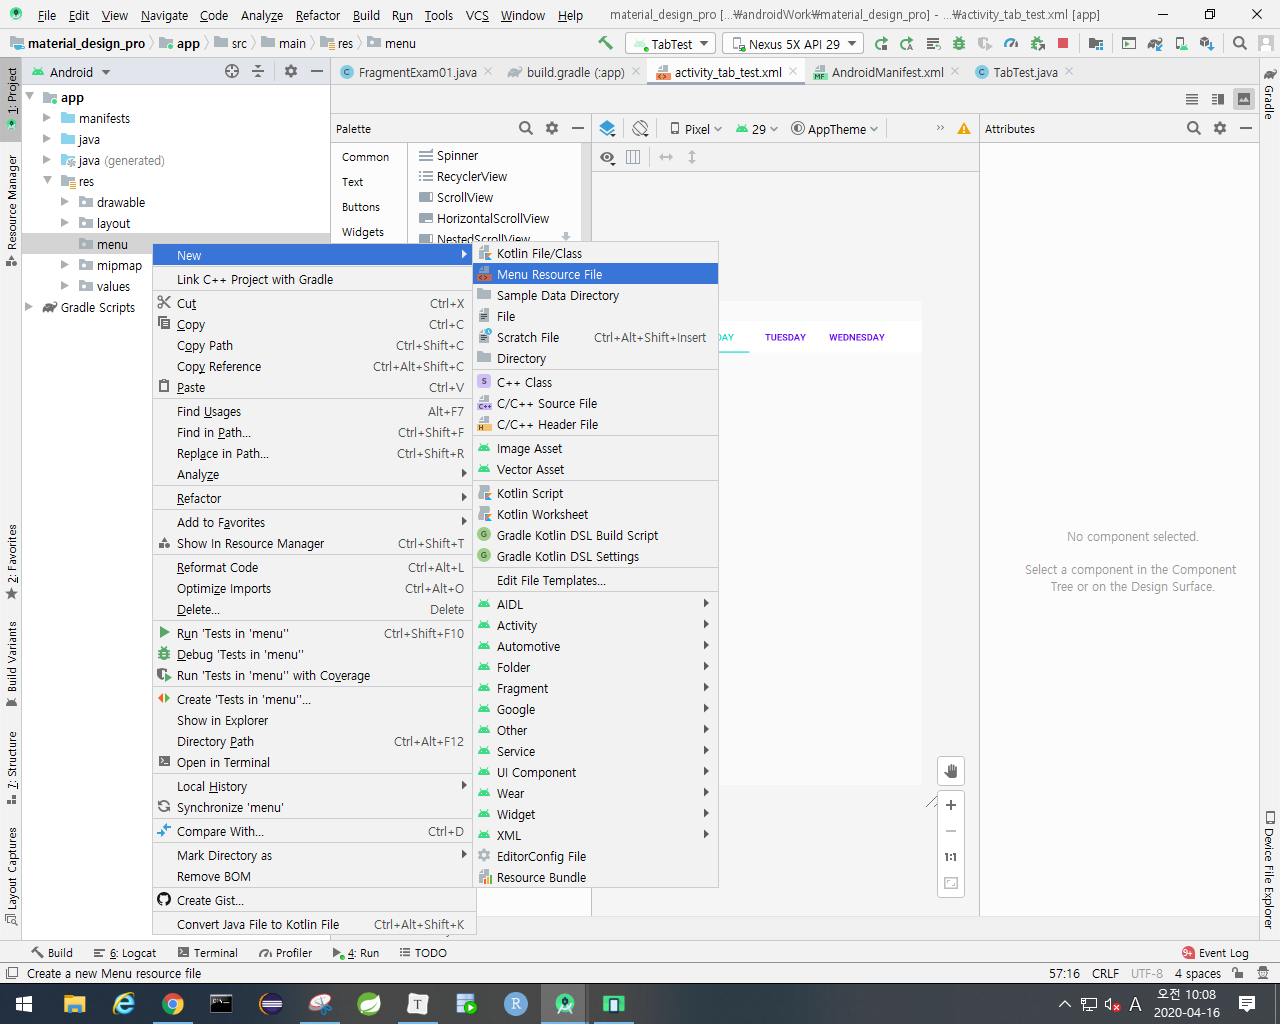 File Edit View Navigate Code Analyze Refactor Build Run Tools VCS Window Help material_design_pro [...₩androidWork₩material_design_pro] - ...₩activity_tab_test.xml [app]
material_design_pro app src main res menu TabTest Nexus 5X API 29
Android FragmentExam01.java build.gradle (:app) activity_tab_test.xml AndroidManifest.xml TabTest.java
1: Project
Resource Manager
2: Favorites
Build Variants
7: Structure
Layout Captures
app
manifests
java
java (generated)
res
drawable
layout
menu
mipmap
values
Gradle Scripts
Palette
Common
Text
Buttons
Widgets
Spinner
RecyclerView
ScrollView
HorizontalScrollView
NestedScrollView
Pixel 29 AppTheme
Attributes
New
Link C++ Project with Gradle
Cut Ctrl+X
Copy Ctrl+C
Copy Path Ctrl+Shift+C
Copy Reference Ctrl+Alt+Shift+C
Paste Ctrl+V
Find Usages Alt+F7
Find in Path... Ctrl+Shift+F
Replace in Path... Ctrl+Shift+R
Analyze
Refactor
Add to Favorites
Show In Resource Manager Ctrl+Shift+T
Reformat Code Ctrl+Alt+L
Optimize Imports Ctrl+Alt+O
Delete... Delete
Run 'Tests in 'menu'' Ctrl+Shift+F10
Debug 'Tests in 'menu''
Run 'Tests in 'menu'' with Coverage
Create 'Tests in 'menu''...
Show in Explorer
Directory Path Ctrl+Alt+F12
Open in Terminal
Local History
Synchronize 'menu'
Compare With... Ctrl+D
Mark Directory as
Remove BOM
Create Gist...
Convert Java File to Kotlin File Ctrl+Alt+Shift+K
Kotlin File/Class
Menu Resource File
Sample Data Directory
File
Scratch File Ctrl+Alt+Shift+Insert
Directory
C++ Class
C/C++ Source File
C/C++ Header File
Image Asset
Vector Asset
Kotlin Script
Kotlin Worksheet
Gradle Kotlin DSL Build Script
Gradle Kotlin DSL Settings
Edit File Templates...
AIDL
Activity
Automotive
Folder
Fragment
Google
Other
Service
UI Component
Wear
Widget
XML
EditorConfig File
Resource Bundle
DAY TUESDAY WEDNESDAY
1:1
No component selected.
Select a component in the Component
Tree or on the Design Surface.
Gradle
Device File Explorer
Build 6: Logcat Terminal Profiler 4: Run TODO 9+ Event Log
Create a new Menu resource file 57:16 CRLF UTF-8 4 spaces
A 오전 10:08
2020-04-16